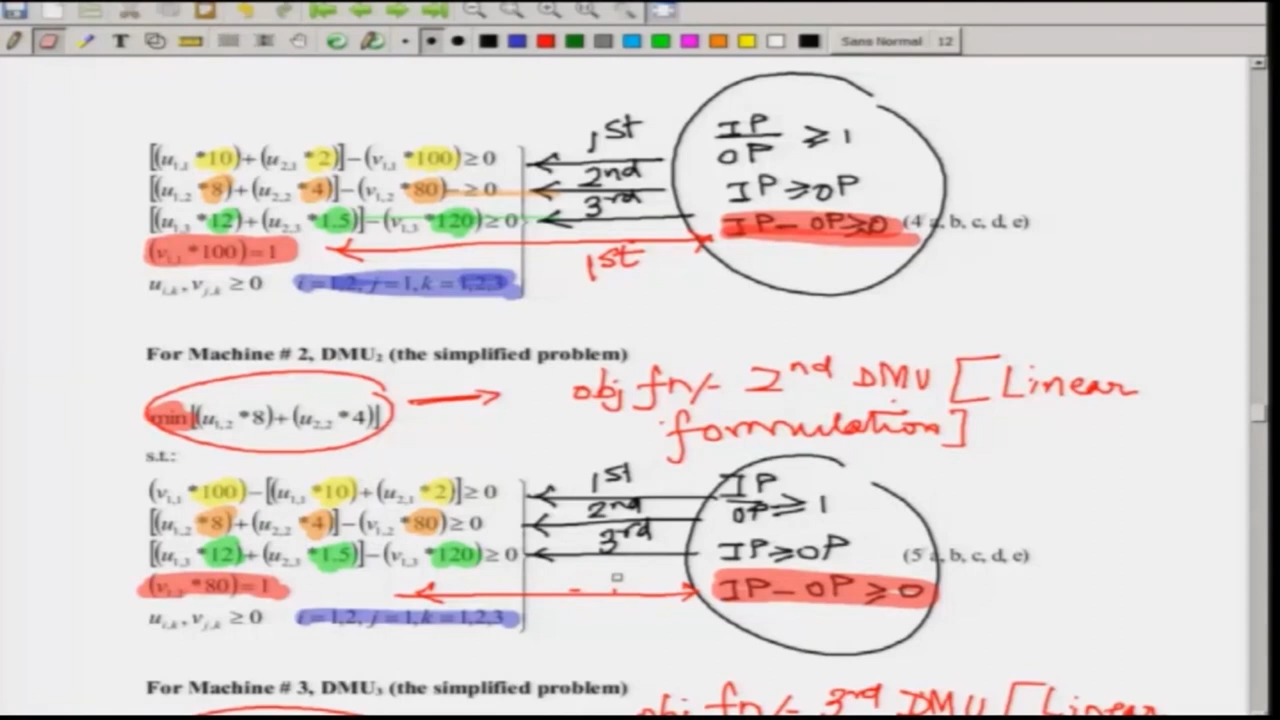 Sans Normal 12
[(u₁,₁ *10)+(u₂,₁ *2)]−(v₁,₁ *100)≥0
1st
IP/OP ≥ 1
[(u₁,₂ *8)+(u₂,₂ *4)]−(v₁,₂ *80)≥0
2nd
IP ≥ OP
[(u₁,₃ *12)+(u₂,₃ *1.5)]−(v₁,₃ *120)≥0
3rd
IP − OP ≥ 0
(4 a, b, c, d, e)
(v₁,₁ *100)=1
1st
uᵢ,ₖ, vⱼ,ₖ ≥ 0 i = 1,2, j = 1, k = 1,2,3
For Machine # 2, DMU₂ (the simplified problem)
min[(u₁,₂ *8)+(u₂,₂ *4)]
obj fn/- 2nd DMU [Linear
formulation]
s.t.:
(v₁,₁ *100)−[(u₁,₁ *10)+(u₂,₁ *2)]≥0
1st
IP/OP ≥ 1
[(u₁,₂ *8)+(u₂,₂ *4)]−(v₁,₂ *80)≥0
2nd
[(u₁,₃ *12)+(u₂,₃ *1.5)]−(v₁,₃ *120)≥0
3rd
IP ≥ OP
(5 a, b, c, d, e)
(v₁,₂ *80)=1
IP − OP ≥ 0
uᵢ,ₖ, vⱼ,ₖ ≥ 0 i = 1,2, j = 1, k = 1,2,3
For Machine # 3, DMU₃ (the simplified problem)
obj fn/- 3rd DMU [Linear